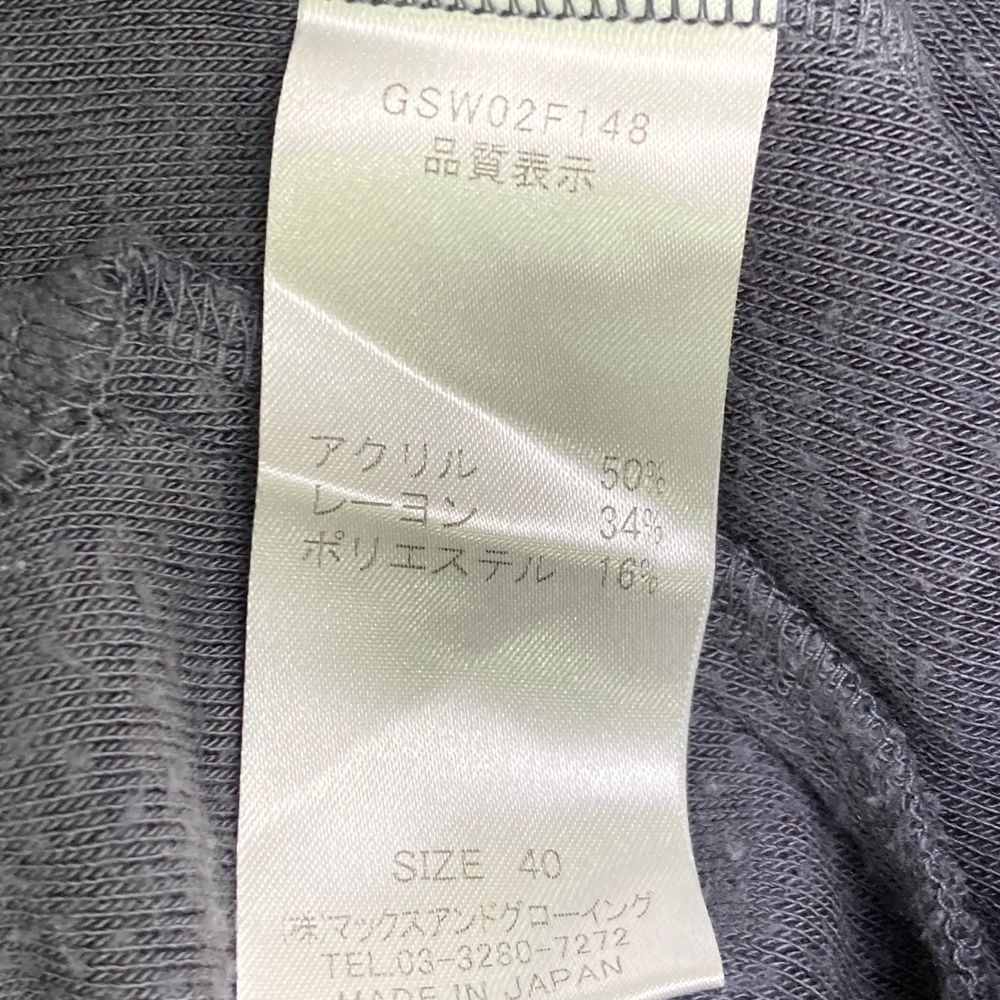 GSW02F148
品質表示
アクリル 50%
レーヨン 34%
ポリエステル 16%
SIZE 40
(株)マックスアンドグローイング
TEL.03-3280-7272
MADE IN JAPAN